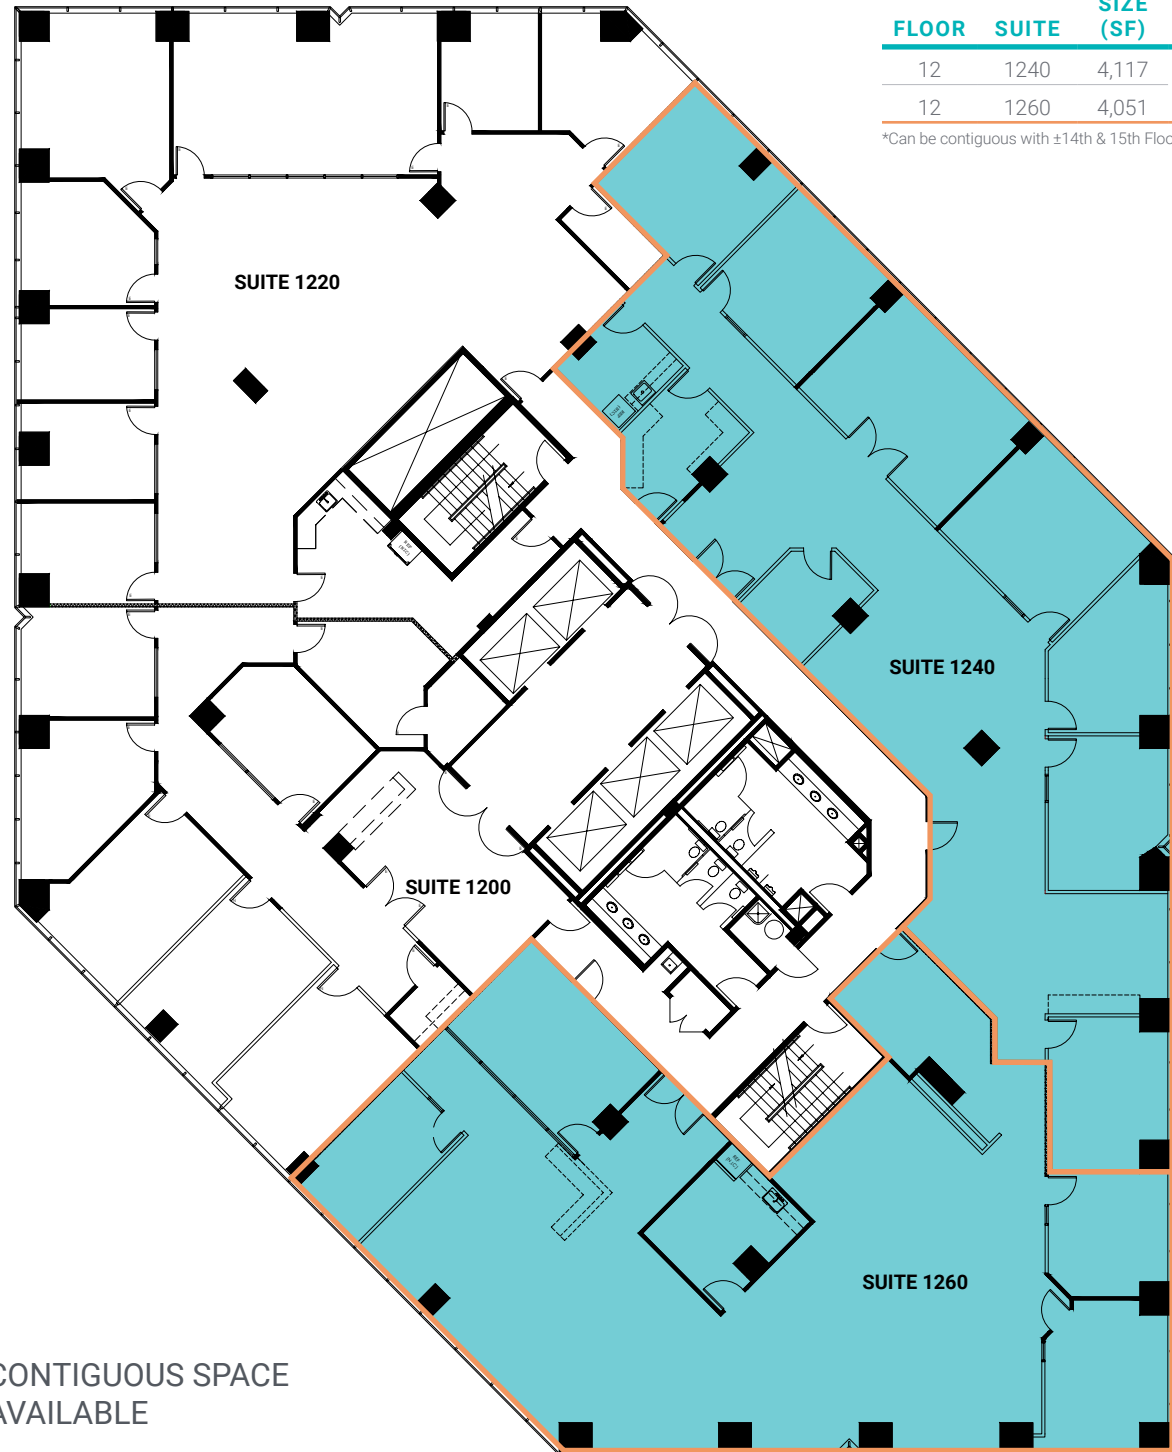 SIZE
FLOOR SUITE (SF)
12 1240 4,117
12 1260 4,051
*Can be contiguous with ±14th & 15th Floo
SUITE 1220
SUITE 1240
SUITE 1200
SUITE 1260
REF
CONTIGUOUS SPACE
AVAILABLE